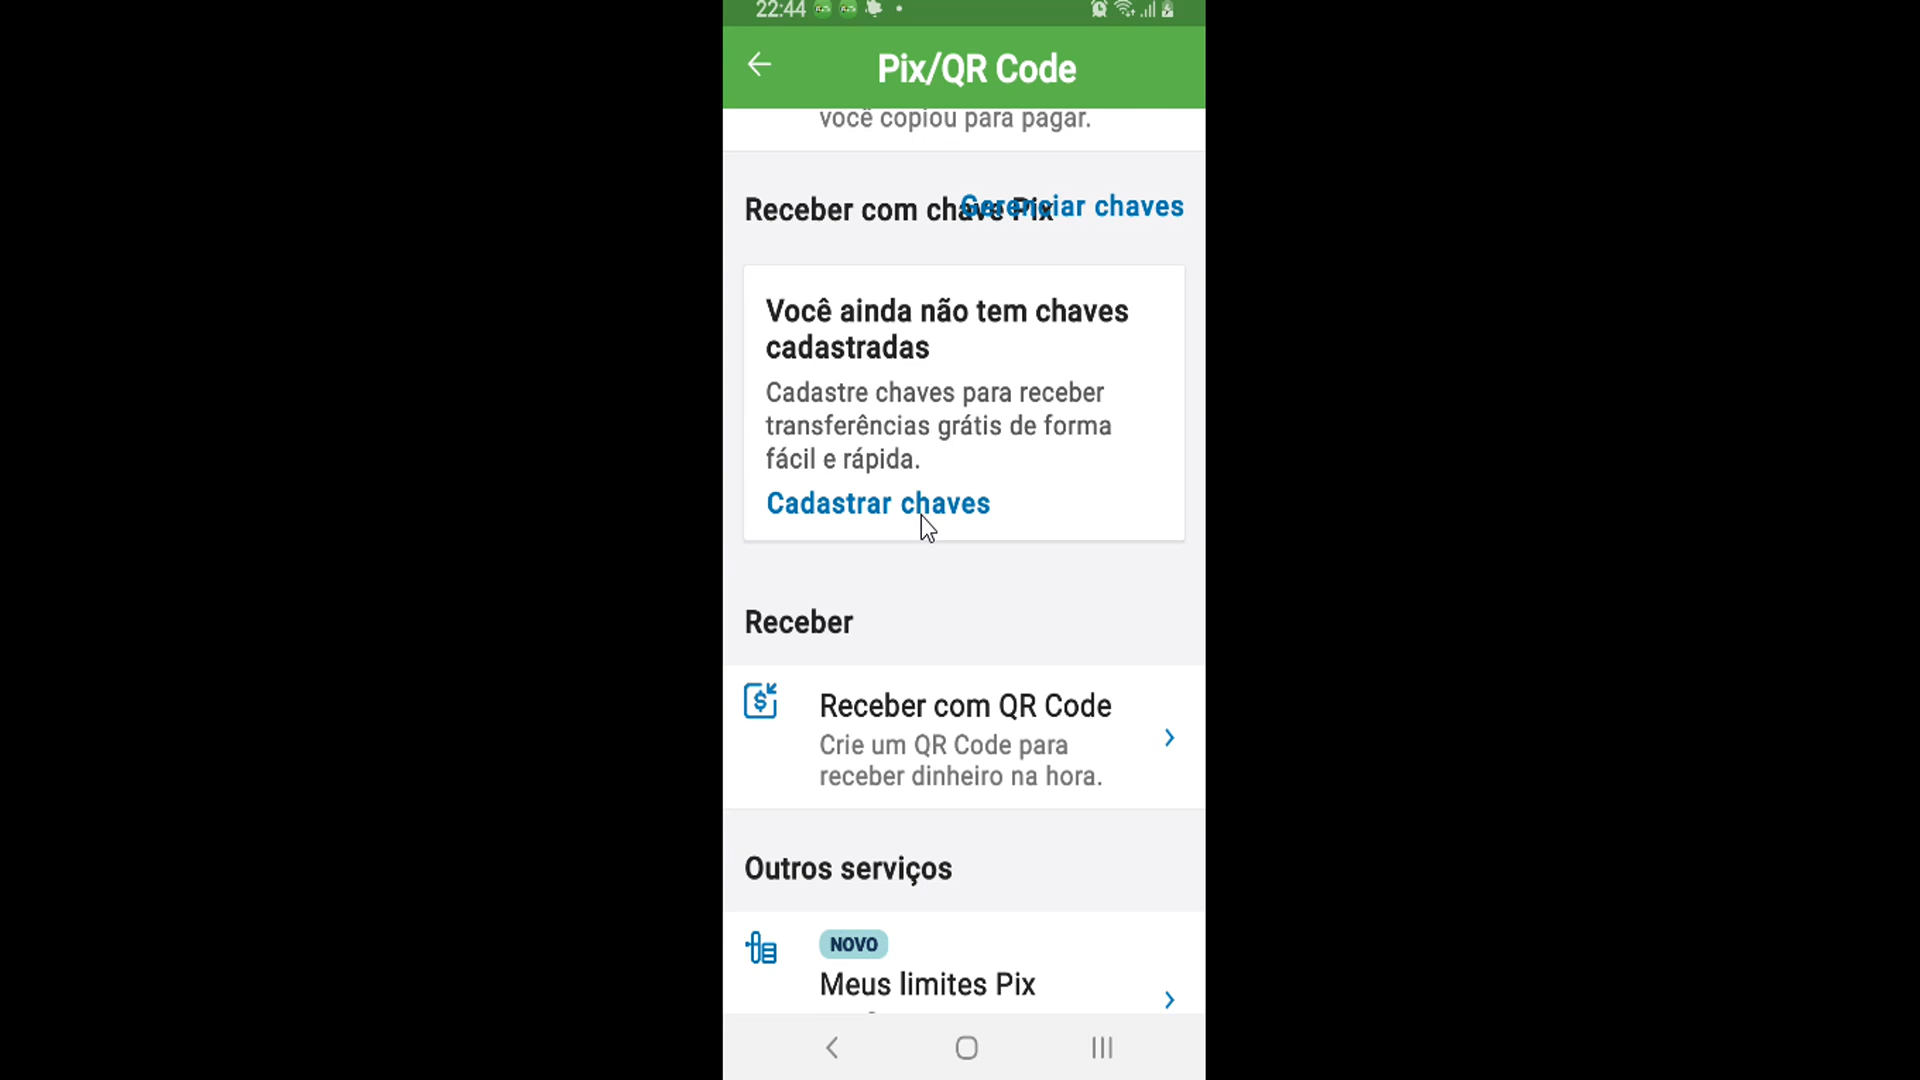 22:44
Pix/QR Code
você copiou para pagar.
Receber com chave Pix
Gerenciar chaves
Você ainda não tem chaves
cadastradas
Cadastre chaves para receber
transferências grátis de forma
fácil e rápida.
Cadastrar chaves
Receber
Receber com QR Code
Crie um QR Code para
receber dinheiro na hora.
Outros serviços
NOVO
Meus limites Pix